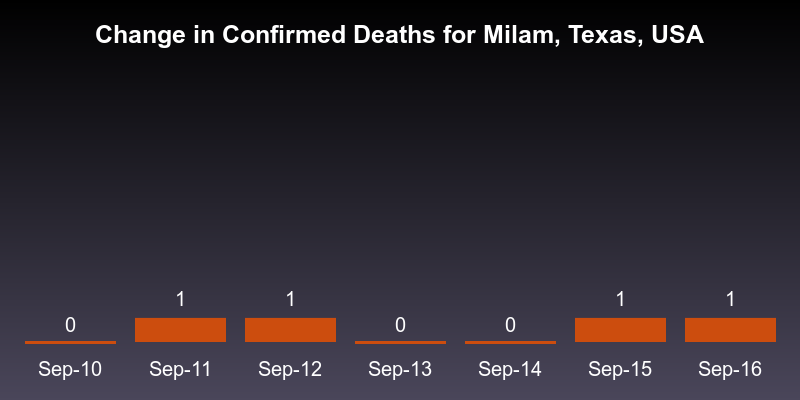 Change in Confirmed Deaths for Milam, Texas, USA
0 1 1 0 0 1 1
Sep-10 Sep-11 Sep-12 Sep-13 Sep-14 Sep-15 Sep-16